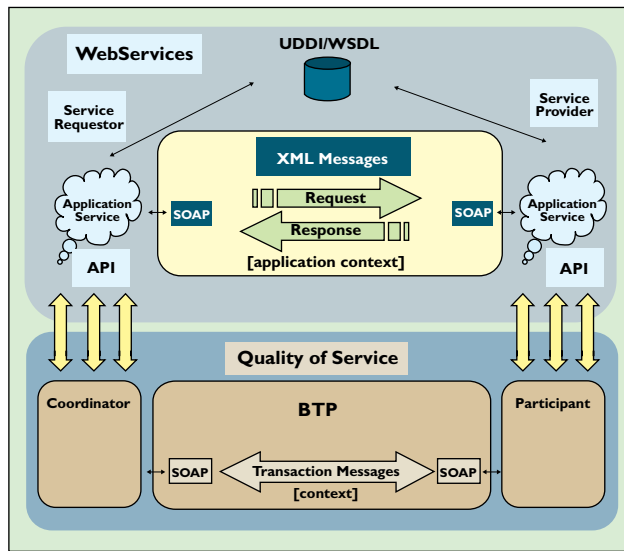 UDDI/WSDL
WebServices
Service
Requestor
Service
Provider
XML Messages
Application
Service
SOAP
Request
Response
[application context]
SOAP
Application
Service
API
API
Quality of Service
Coordinator
BTP
Participant
SOAP
Transaction Messages
SOAP
[context]